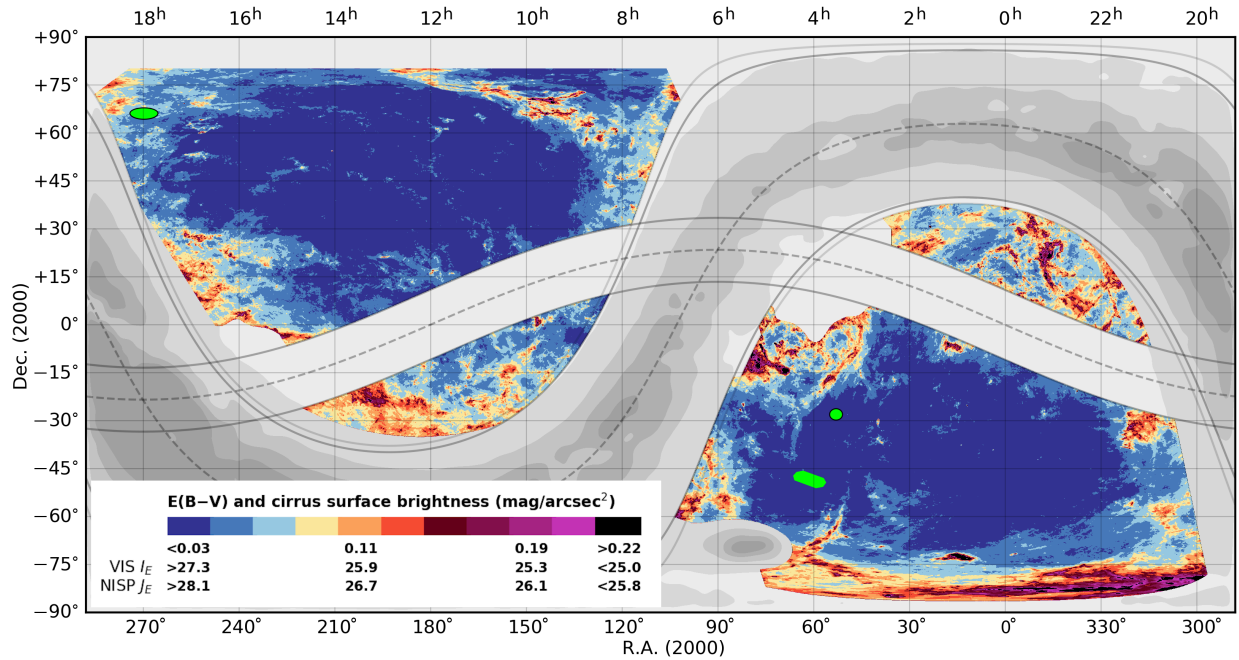 18h 16h 14h 12h 10h 8h 6h 4h 2h 0h 22h 20h
+90°
+75°
+60°
+45°
+30°
+15°
0°
−15°
−30°
−45°
−60°
−75°
−90°
Dec. (2000)
E(B−V) and cirrus surface brightness (mag/arcsec²)
<0.03 0.11 0.19 >0.22
VIS I_E >27.3 25.9 25.3 <25.0
NISP J_E >28.1 26.7 26.1 <25.8
270° 240° 210° 180° 150° 120° 90° 60° 30° 0° 330° 300°
R.A. (2000)